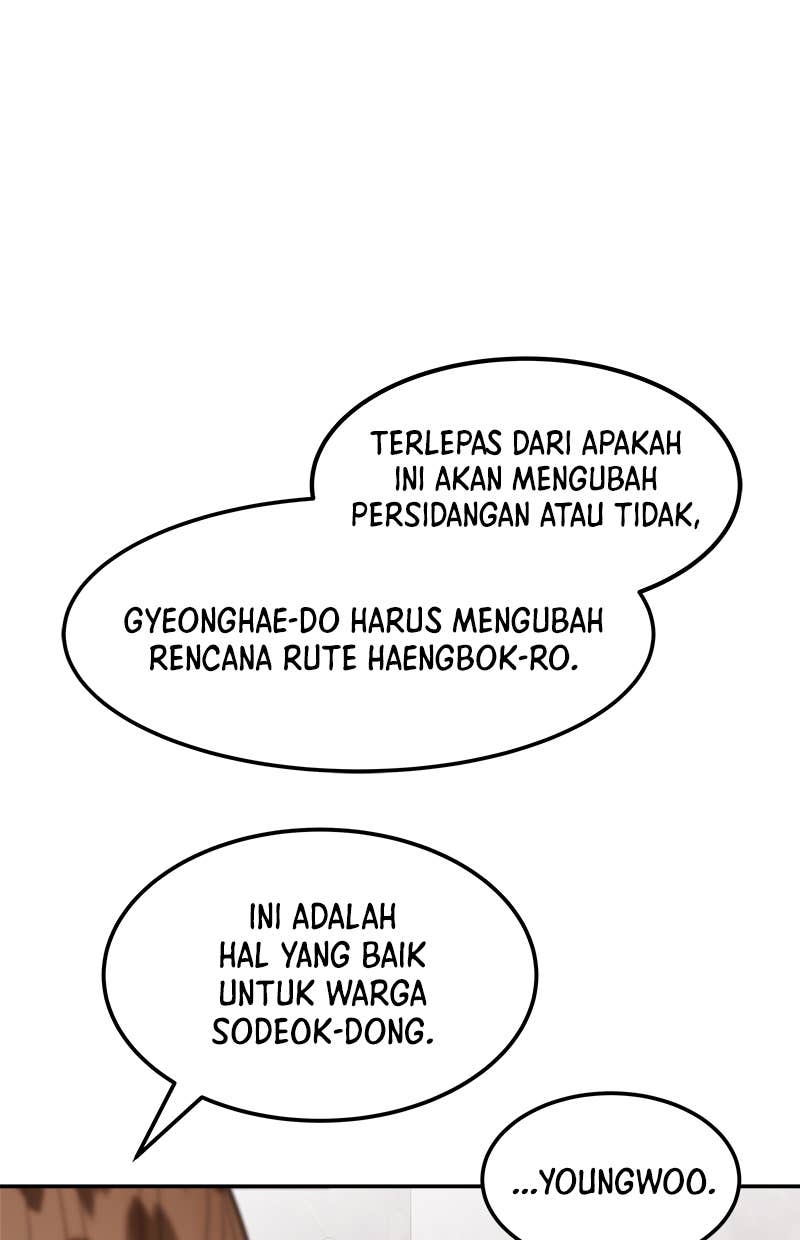 TERLEPAS DARI APAKAH
INI AKAN MENGUBAH
PERSIDANGAN ATAU TIDAK,
GYEONGHAE-DO HARUS MENGUBAH
RENCANA RUTE HAENGBOK-RO.
INI ADALAH
HAL YANG BAIK
UNTUK WARGA
SODEOK-DONG.
...YOUNGWOO.